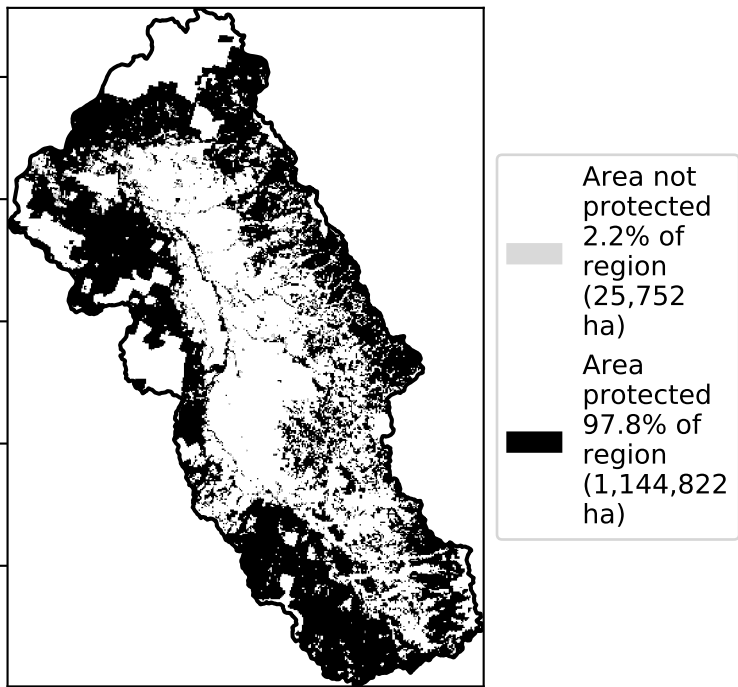 Area not
protected
2.2% of
region
(25,752
ha)
Area
protected
97.8% of
region
(1,144,822
ha)